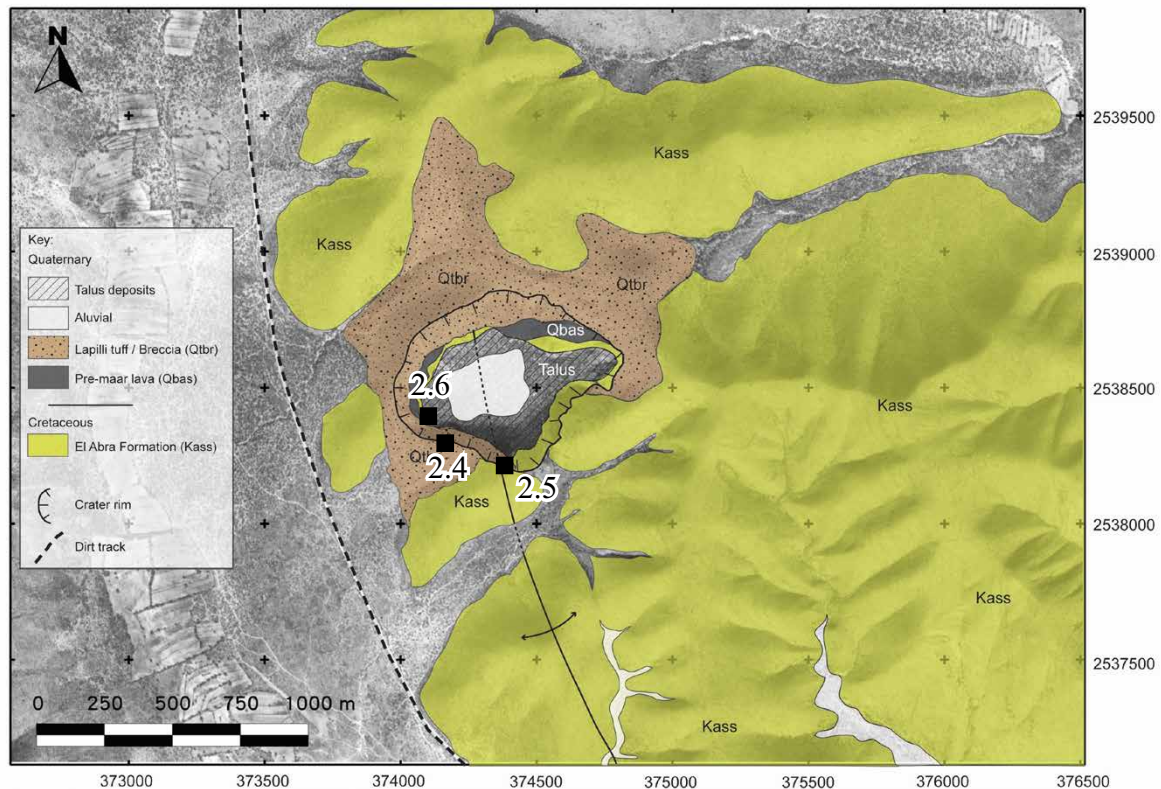 N
2539500
Kass
Kass
Key:
Quaternary
Talus deposits
Aluvial
Lapilli tuff / Breccia (Qtbr)
Pre-maar lava (Qbas)
Cretaceous
El Abra Formation (Kass)
Crater rim
Dirt track
2539000
Qtbr
Qtbr
Qbas
Talus
2538500
2.6
Kass
2.4
2.5
Kass
2538000
Kass
2537500
Kass
0 250 500 750 1000 m
373000 373500 374000 374500 375000 375500 376000 376500